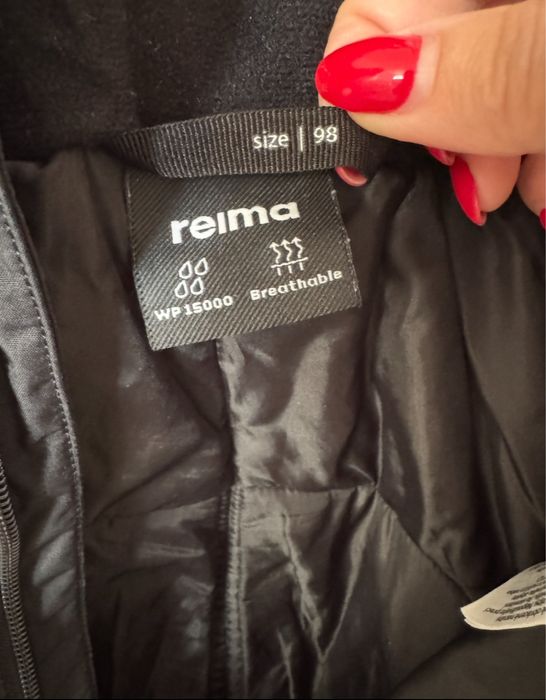 size | 98
reima
WP 15000
Breathable